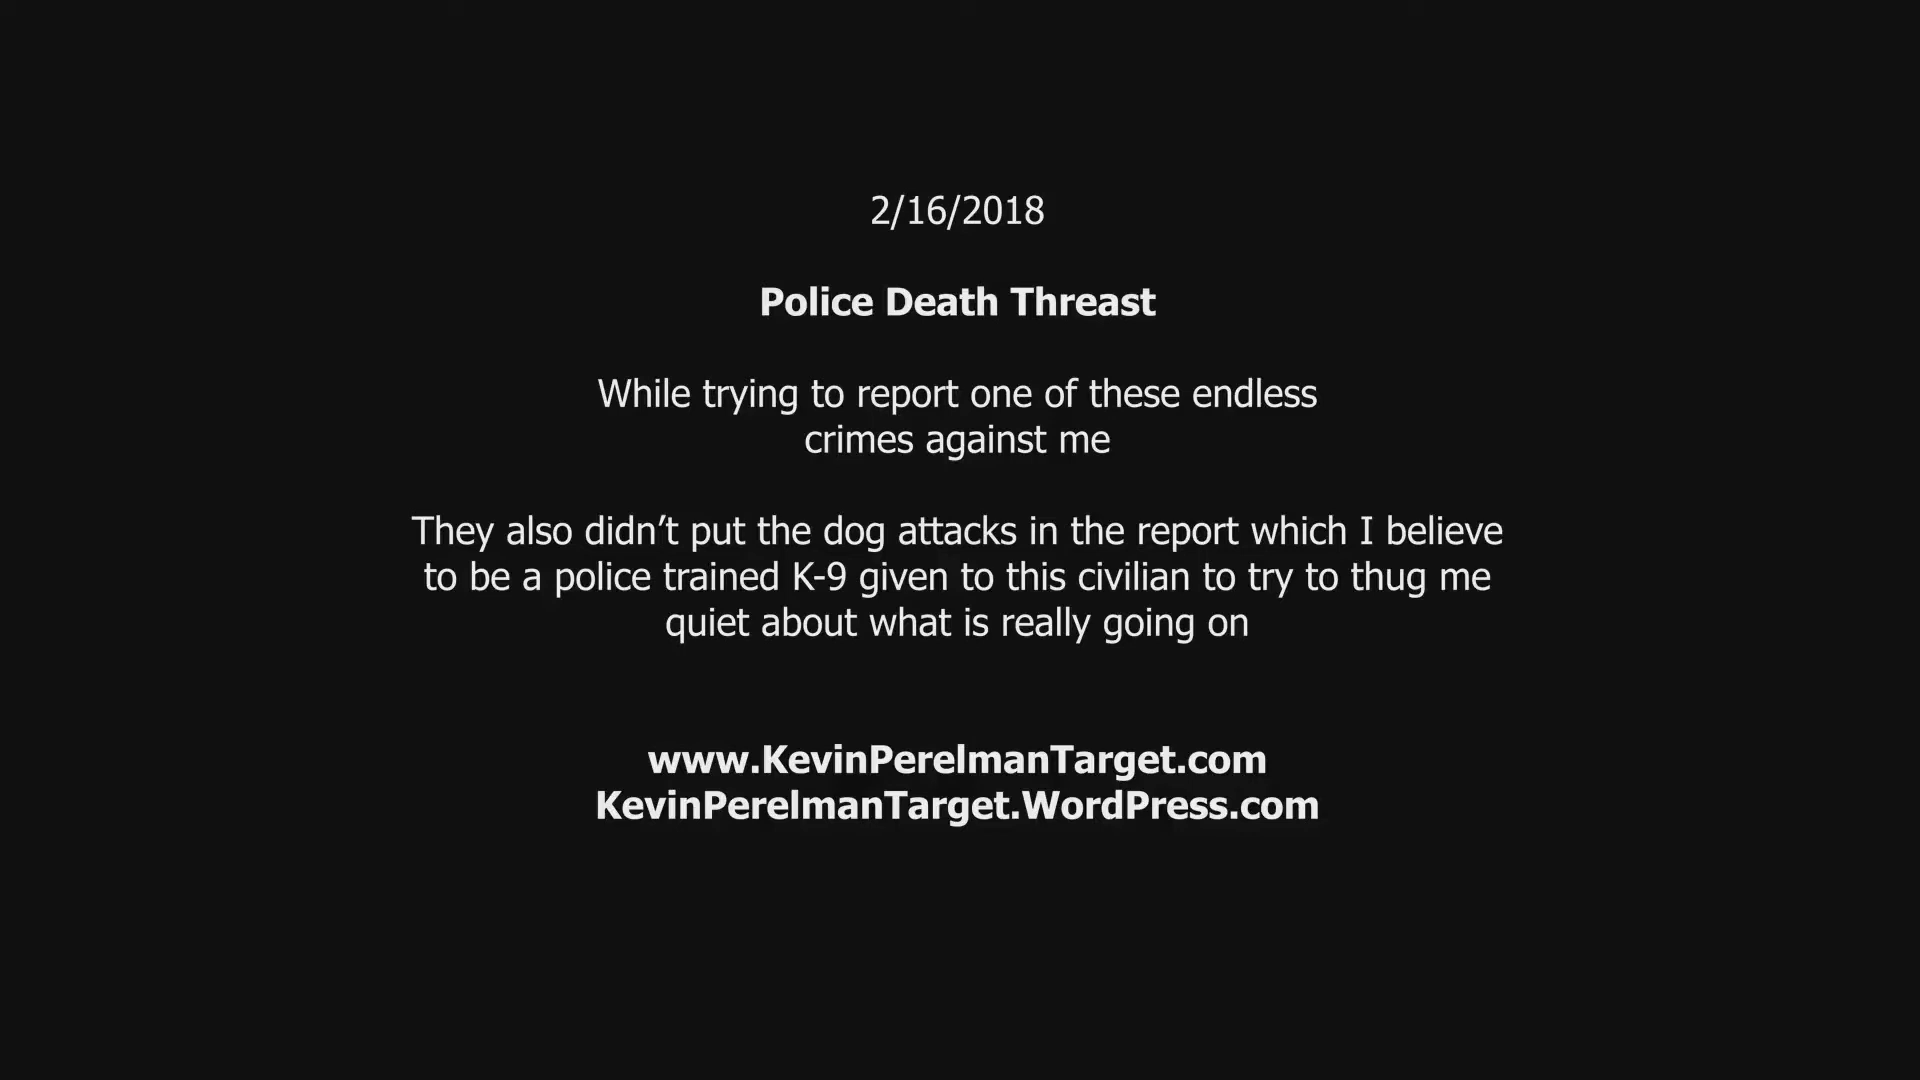 2/16/2018
Police Death Threast
While trying to report one of these endless
crimes against me
They also didn’t put the dog attacks in the report which I believe
to be a police trained K-9 given to this civilian to try to thug me
quiet about what is really going on
www.KevinPerelmanTarget.com
KevinPerelmanTarget.WordPress.com